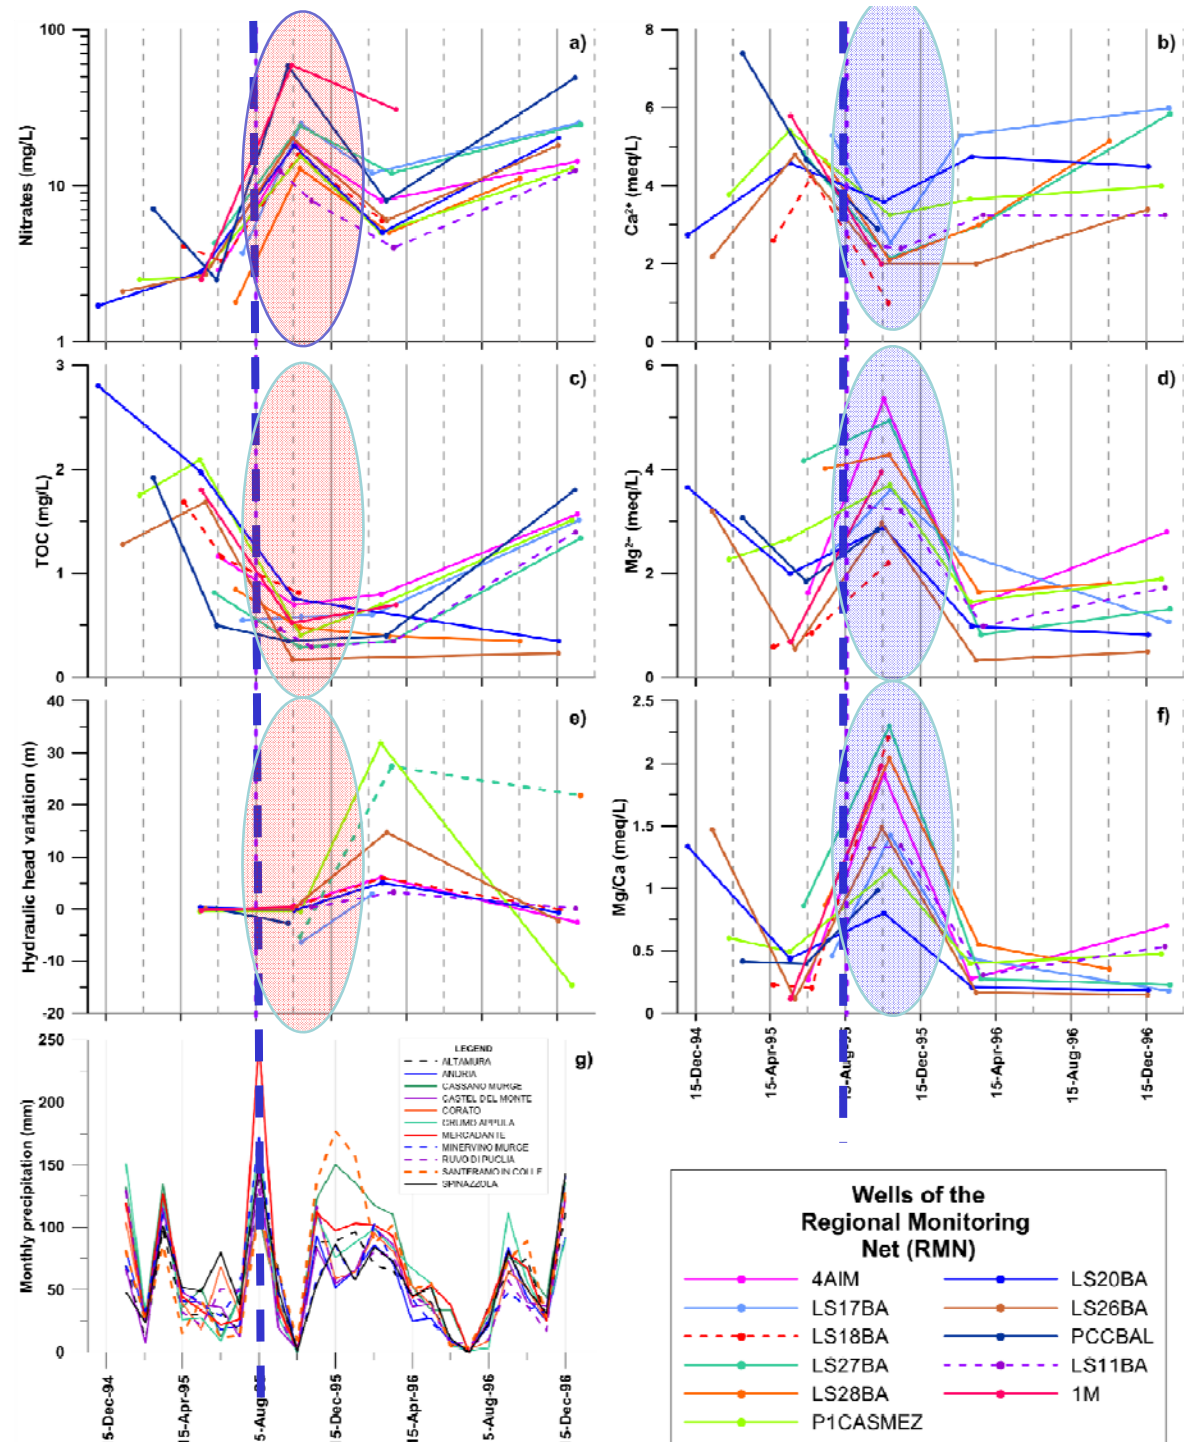 a)
Nitrates (mg/L)
100
10
1
b)
Ca²⁺ (meq/L)
8
6
4
2
0
c)
TOC (mg/L)
3
2
1
0
d)
Mg²⁺ (meq/L)
6
4
2
0
e)
Hydraulic head variation (m)
40
30
20
10
0
-10
-20
f)
Mg/Ca (meq/L)
2.5
2
1.5
1
0.5
0
15-Dec-94
15-Apr-95
15-Aug-95
15-Dec-95
15-Apr-96
15-Aug-96
15-Dec-96
g)
Monthly precipitation (mm)
250
200
150
100
50
0
LEGEND
ALTAMURA
ANDRIA
CASSANO MURGE
CASTEL DEL MONTE
CORATO
GRUMO APPULA
MERCADANTE
MINERVINO MURGE
RUVO DI PUGLIA
SANTERAMO IN COLLE
SPINAZZOLA
5-Dec-94
15-Apr-95
5-Aug-95
15-Dec-95
15-Apr-96
5-Aug-96
5-Dec-96
Wells of the
Regional Monitoring
Net (RMN)
4AIM
LS20BA
LS17BA
LS26BA
LS18BA
PCCBAL
LS27BA
LS11BA
LS28BA
1M
P1CASMEZ